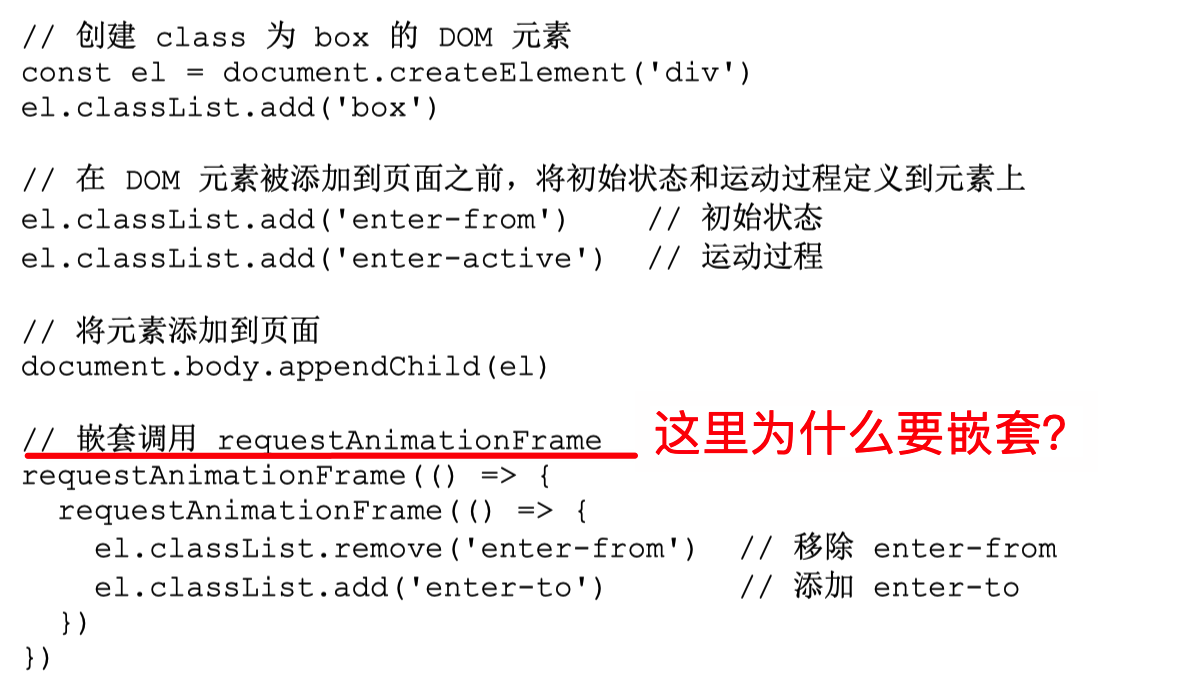 // 创建 class 为 box 的 DOM 元素
const el = document.createElement('div')
el.classList.add('box')
// 在 DOM 元素被添加到页面之前，将初始状态和运动过程定义到元素上
el.classList.add('enter-from')    // 初始状态
el.classList.add('enter-active')  // 运动过程
// 将元素添加到页面
document.body.appendChild(el)
// 嵌套调用 requestAnimationFrame 这里为什么要嵌套?
requestAnimationFrame(() => {
  requestAnimationFrame(() => {
    el.classList.remove('enter-from')  // 移除 enter-from
    el.classList.add('enter-to')       // 添加 enter-to
  })
})